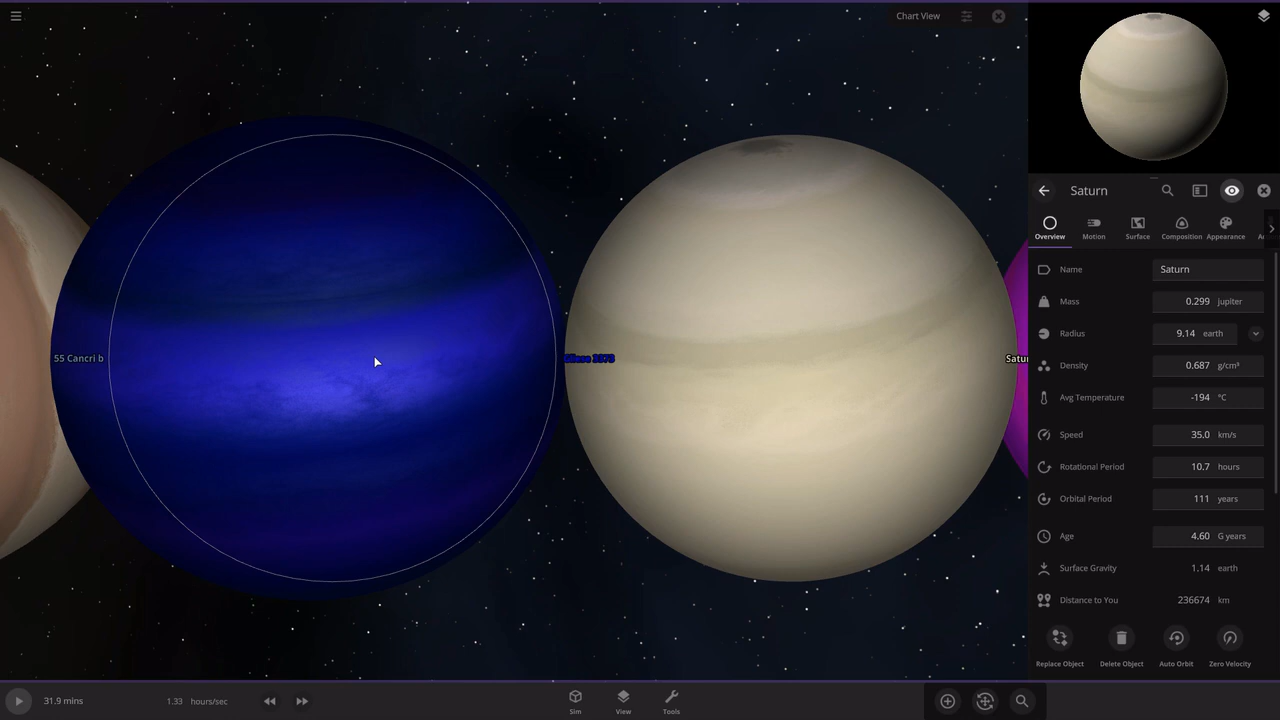 Chart View
Saturn
Overview
Motion
Surface
Composition
Appearance
Name Saturn
Mass 0.299 jupiter
Radius 9.14 earth
Density 0.687 g/cm³
Avg Temperature -194 °C
Speed 35.0 km/s
Rotational Period 10.7 hours
Orbital Period 111 years
Age 4.60 G years
Surface Gravity 1.14 earth
Distance to You 236674 km
Replace Object
Delete Object
Auto Orbit
Zero Velocity
55 Cancri b
Satur
31.9 mins
1.33 hours/sec
Sim
View
Tools